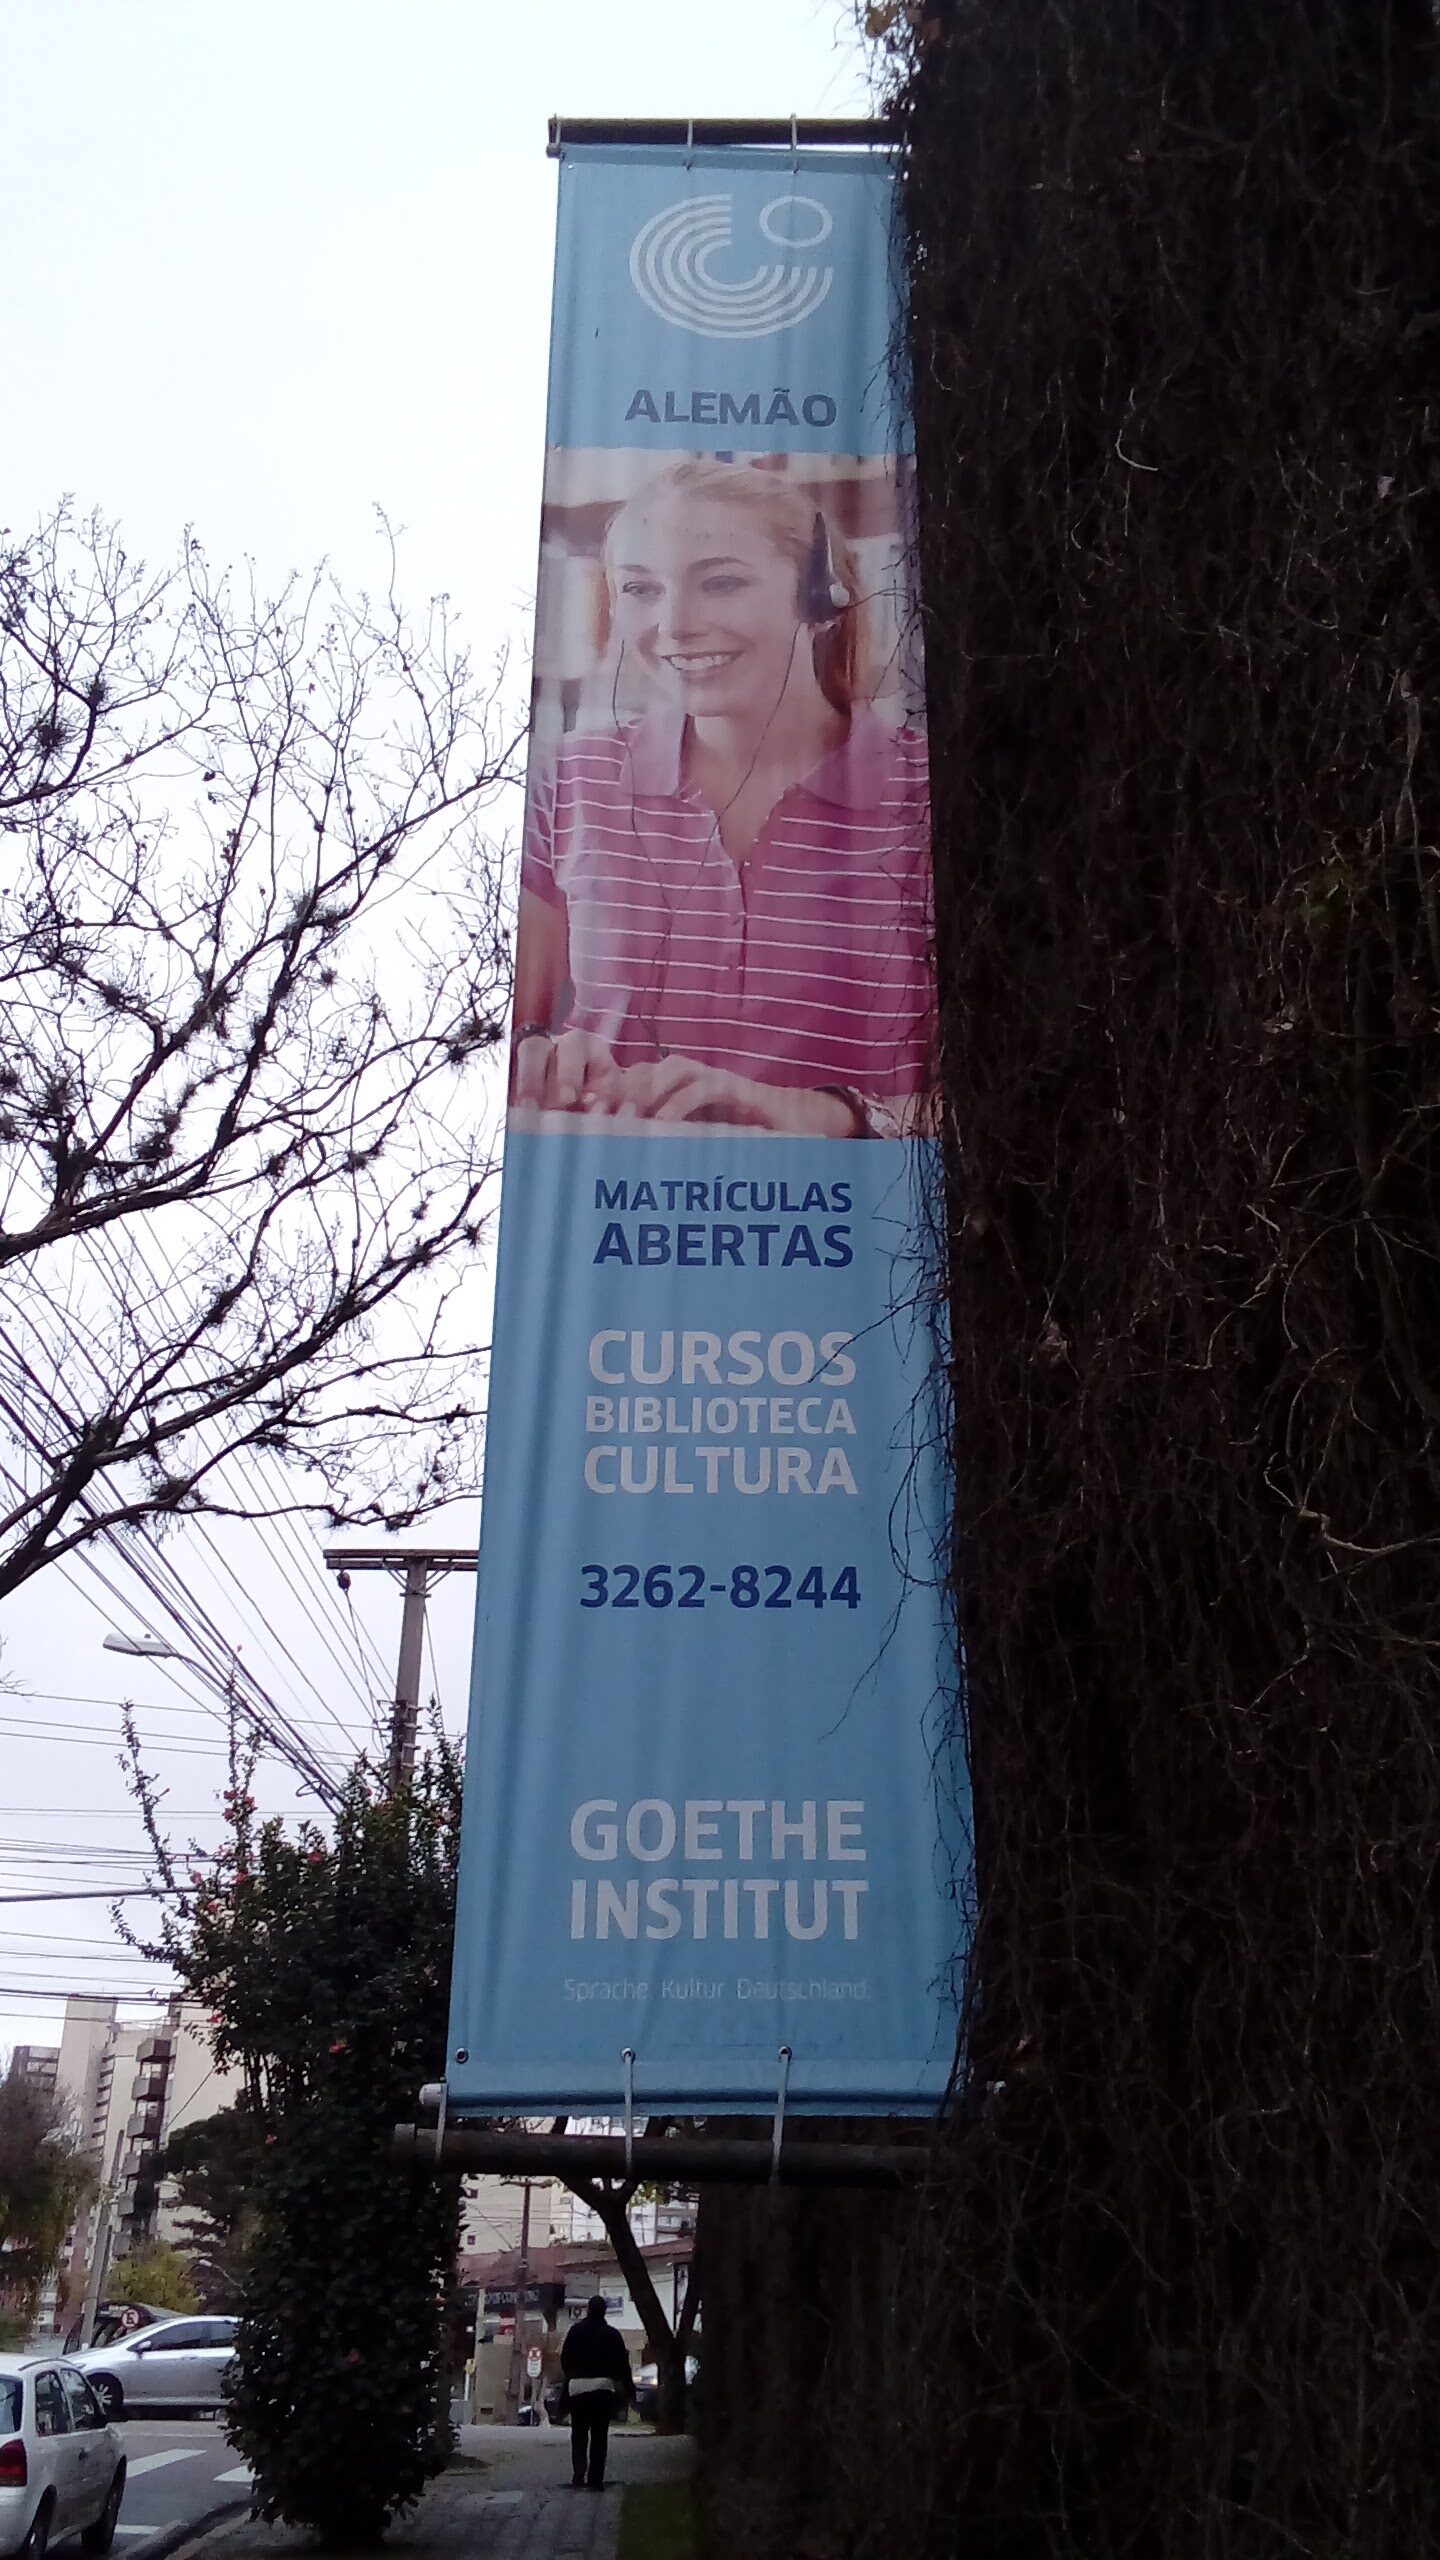 ALEMÃO
MATRÍCULAS
ABERTAS
CURSOS
BIBLIOTECA
CULTURA
3262-8244
GOETHE
INSTITUT
Sprache. Kultur. Deutschland.